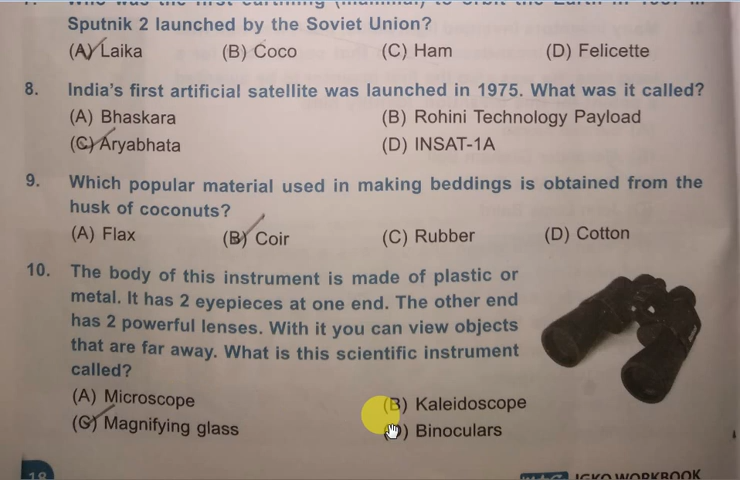 Sputnik 2 launched by the Soviet Union?
(A) Laika (B) Coco (C) Ham (D) Felicette
8. India's first artificial satellite was launched in 1975. What was it called?
(A) Bhaskara (B) Rohini Technology Payload
(C) Aryabhata (D) INSAT-1A
9. Which popular material used in making beddings is obtained from the
husk of coconuts?
(A) Flax (B) Coir (C) Rubber (D) Cotton
10. The body of this instrument is made of plastic or
metal. It has 2 eyepieces at one end. The other end
has 2 powerful lenses. With it you can view objects
that are far away. What is this scientific instrument
called?
(A) Microscope (B) Kaleidoscope
(C) Magnifying glass (D) Binoculars
18 IGKO WORKBOOK